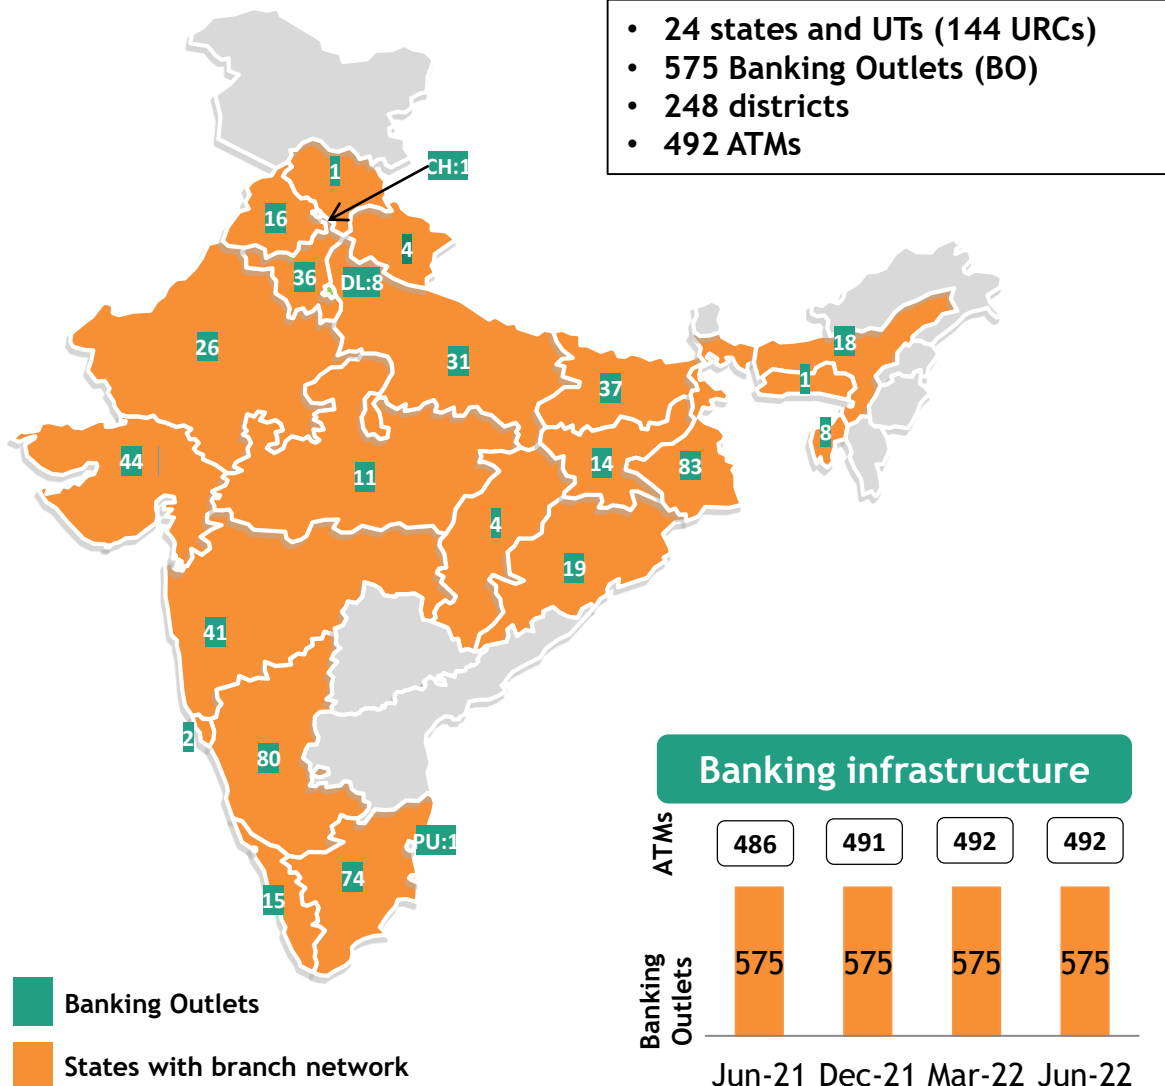 • 24 states and UTs (144 URCs)
• 575 Banking Outlets (BO)
• 248 districts
• 492 ATMs
1
CH:1
16
4
36
DL:8
26
31
37
18
1
8
44
11
14
83
4
19
41
2
80
PU:1
74
15
Banking Outlets
States with branch network
Banking infrastructure
ATMs
486 491 492 492
Banking
Outlets
575 575 575 575
Jun-21 Dec-21 Mar-22 Jun-22